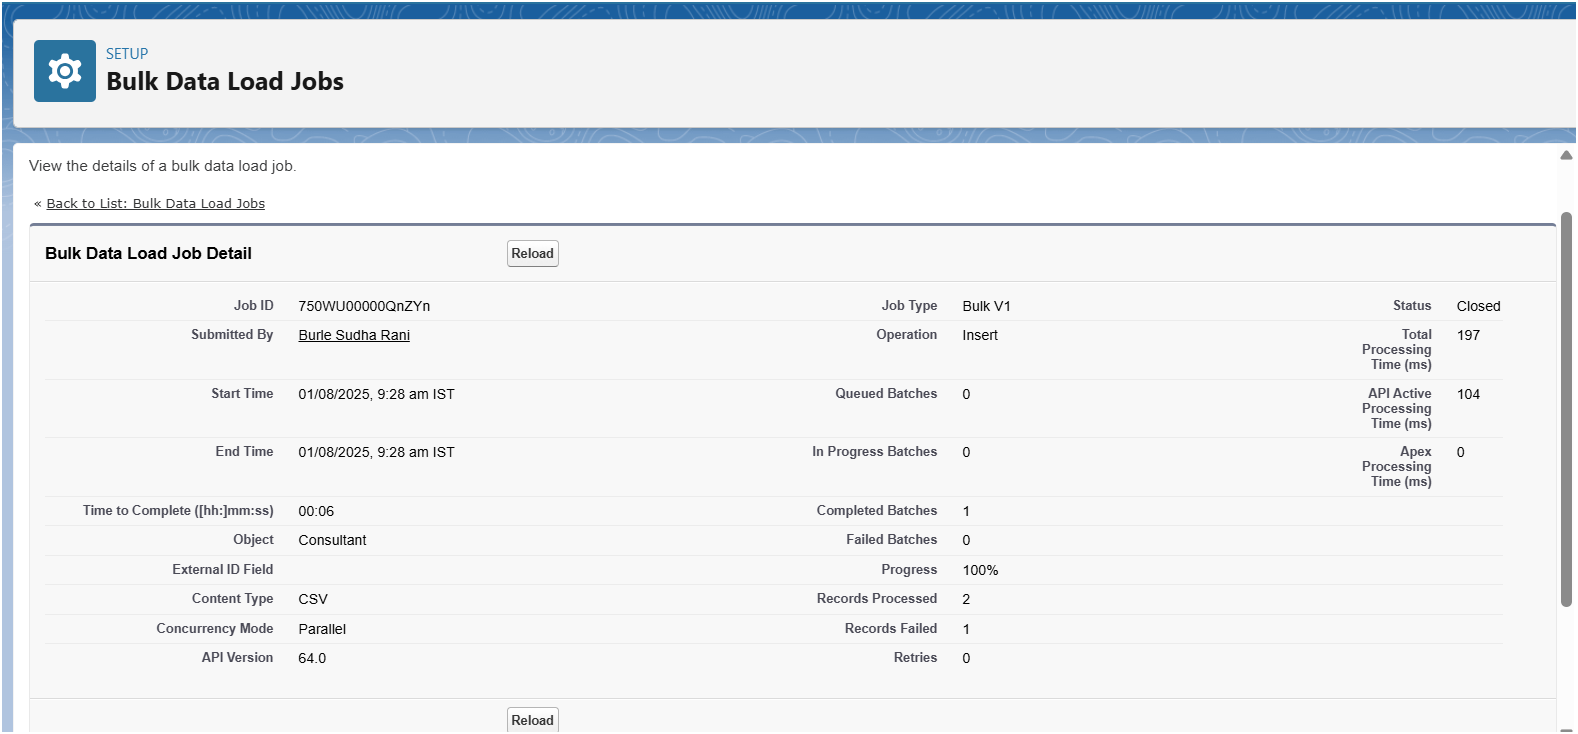 SETUP
Bulk Data Load Jobs
View the details of a bulk data load job.
« Back to List: Bulk Data Load Jobs
Bulk Data Load Job Detail Reload
Job ID 750WU00000QnZYn Job Type Bulk V1 Status Closed
Submitted By Burle Sudha Rani Operation Insert Total Processing Time (ms) 197
Start Time 01/08/2025, 9:28 am IST Queued Batches 0 API Active Processing Time (ms) 104
End Time 01/08/2025, 9:28 am IST In Progress Batches 0 Apex Processing Time (ms) 0
Time to Complete ([hh:]mm:ss) 00:06 Completed Batches 1
Object Consultant Failed Batches 0
External ID Field Progress 100%
Content Type CSV Records Processed 2
Concurrency Mode Parallel Records Failed 1
API Version 64.0 Retries 0
Reload